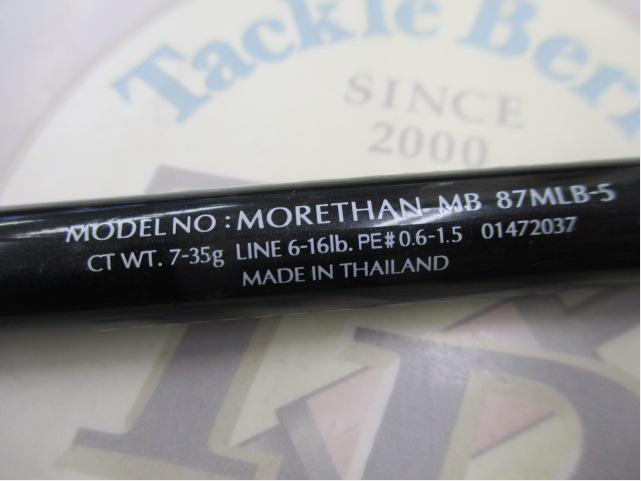 Tackle Berr
SINCE
2000
MODEL NO : MORETHAN MB 87MLB-5
CT WT. 7-35g LINE 6-16lb. PE#0.6-1.5 01472037
MADE IN THAILAND